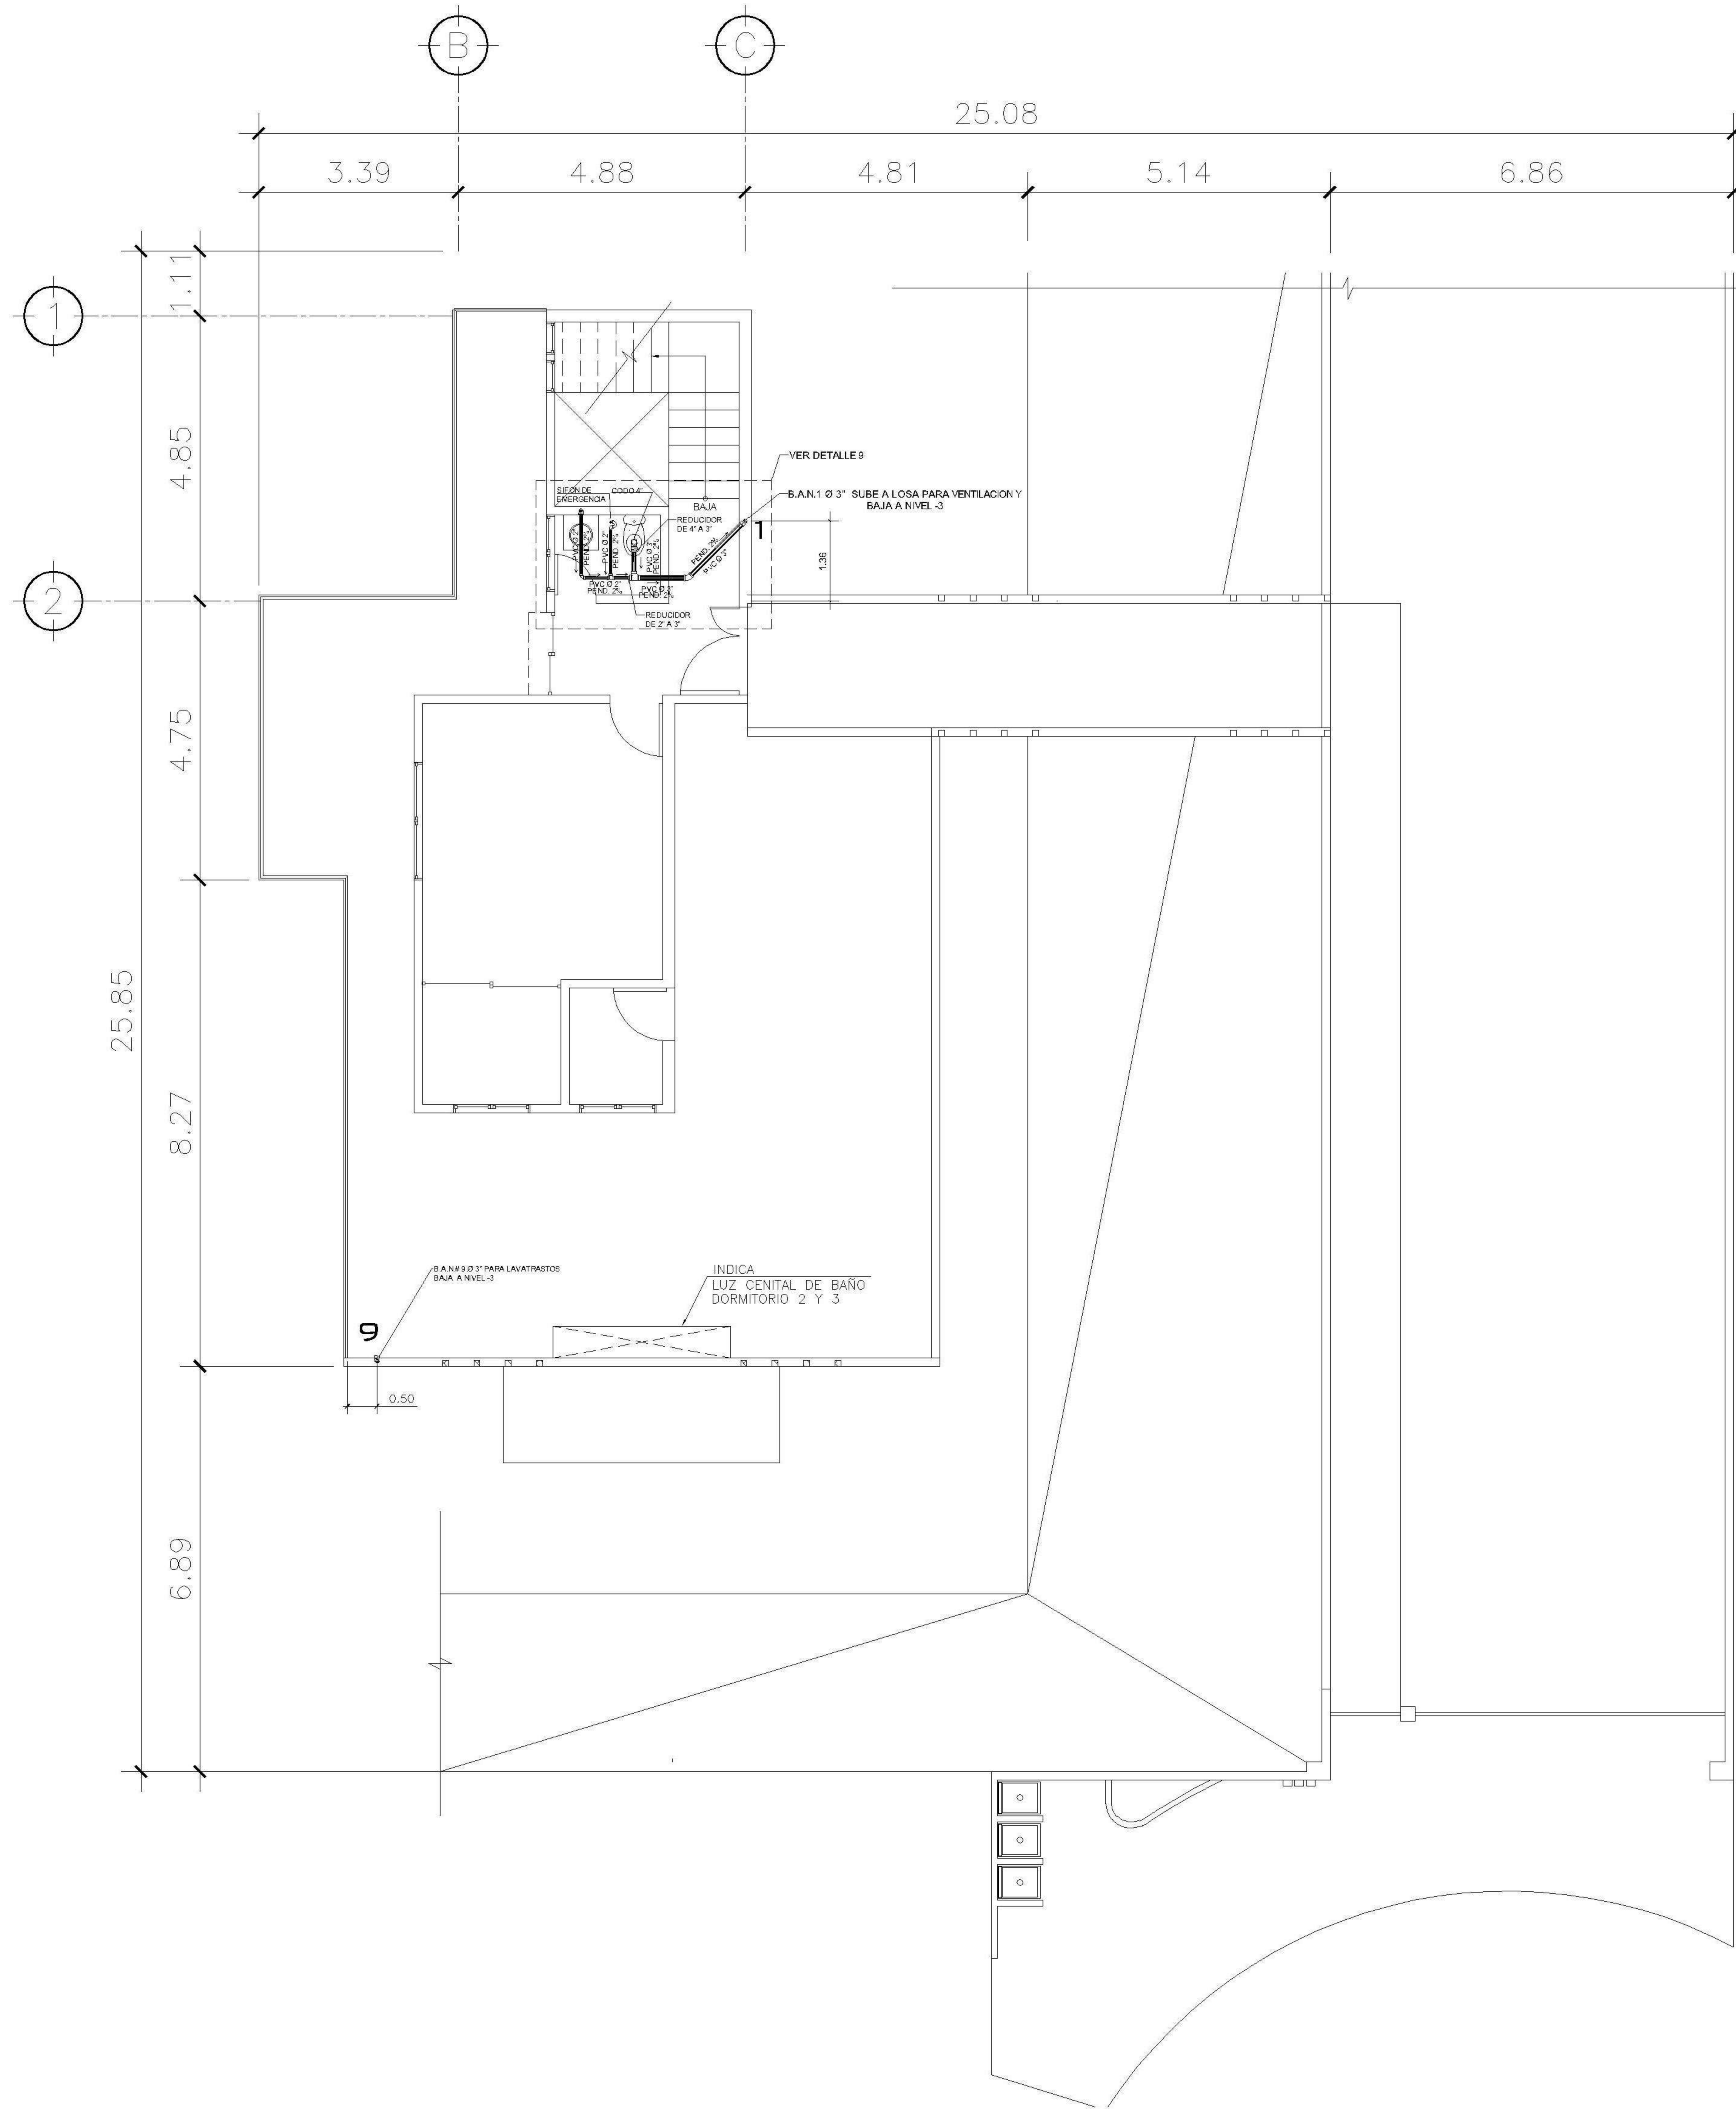 B
C
25.08
3.39
4.88
4.81
5.14
6.86
1.11
1
4.85
VER DETALLE 9
SIFON DE
EMERGENCIA
CODO 4"
B.A.N.1 Ø 3" SUBE A LOSA PARA VENTILACION Y
BAJA A NIVEL -3
BAJA
REDUCIDOR
DE 4" A 3"
1
PVC Ø 2"
PEND. 2%
PVC Ø 2"
PEND. 2%
PVC Ø 3"
PEND. 2%
PEND. 2%
PVC Ø 3"
1.36
PVC Ø 2"
PEND. 2%
PVC Ø 3"
PEND. 2%
2
REDUCIDOR
DE 2" A 3"
4.75
25.85
8.27
B.A.N.# 9 Ø 3" PARA LAVATRASTOS
BAJA A NIVEL -3
INDICA
LUZ CENITAL DE BAÑO
DORMITORIO 2 Y 3
9
0.50
6.89